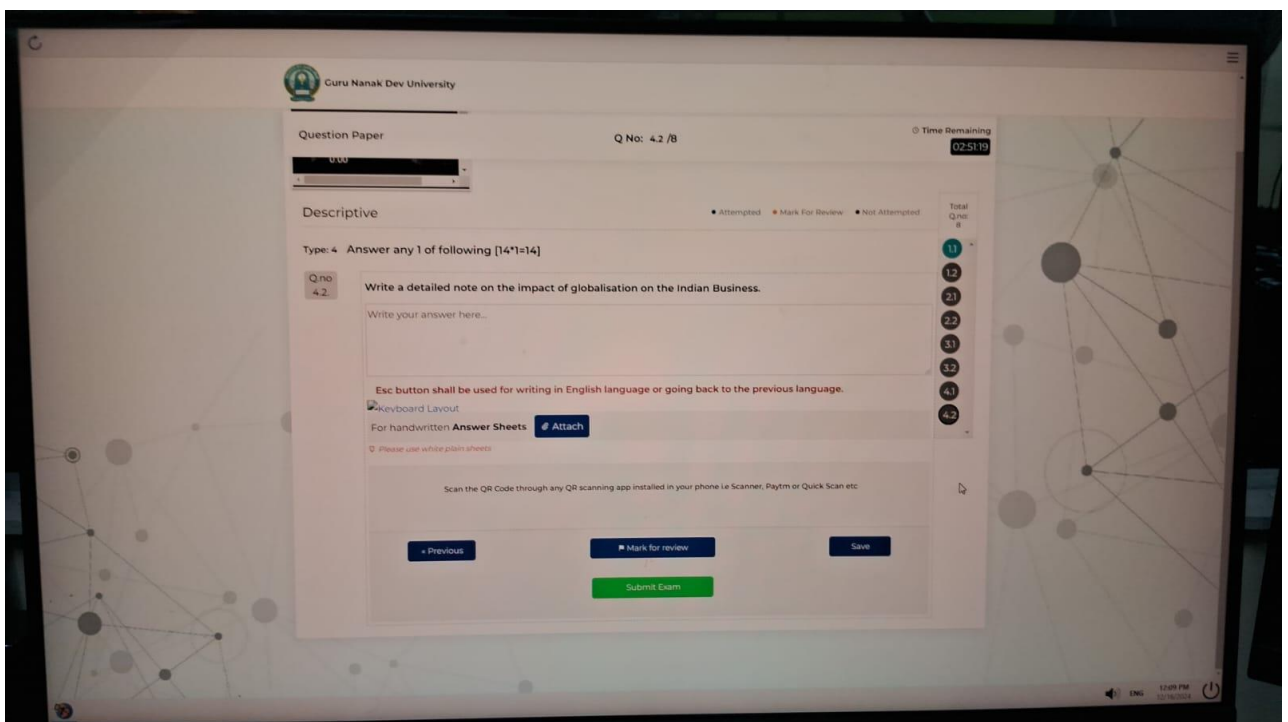 Guru Nanak Dev University
Question Paper
Q No: 4.2 /8
Time Remaining
02:51:19
0:00
Descriptive
Attempted
Mark For Review
Not Attempted
Total
Q.no:
8
Type: 4 Answer any 1 of following [14*1=14]
1.1
1.2
2.1
2.2
3.1
3.2
4.1
4.2
Q.no
4.2.
Write a detailed note on the impact of globalisation on the Indian Business.
Write your answer here...
Esc button shall be used for writing in English language or going back to the previous language.
Keyboard Layout
For handwritten Answer Sheets
Attach
Please use white plain sheets
Scan the QR Code through any QR scanning app installed in your phone i.e Scanner, Paytm or Quick Scan etc
« Previous
Mark for review
Save
Submit Exam
ENG
12:09 PM
12/18/2024